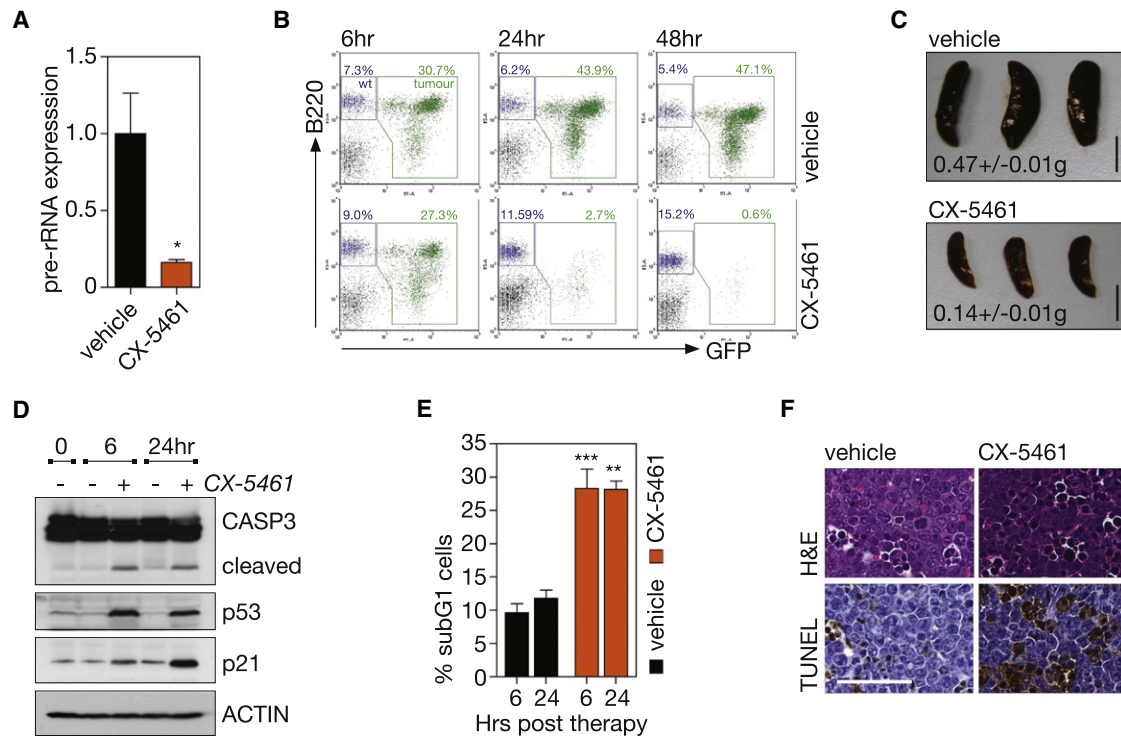 A
pre-rRNA expression
1.5
1.0
0.5
0
*
vehicle
CX-5461
B
6hr
24hr
48hr
7.3%
wt
30.7%
tumour
6.2%
43.9%
5.4%
47.1%
vehicle
9.0%
27.3%
11.59%
2.7%
15.2%
0.6%
CX-5461
B220
GFP
C
vehicle
0.47+/-0.01g
CX-5461
0.14+/-0.01g
D
0 6 24hr
- - + - + CX-5461
CASP3
cleaved
p53
p21
ACTIN
E
% subG1 cells
35
30
25
20
15
10
5
0
***
**
6 24 6 24
Hrs post therapy
vehicle
CX-5461
F
vehicle CX-5461
H&E
TUNEL